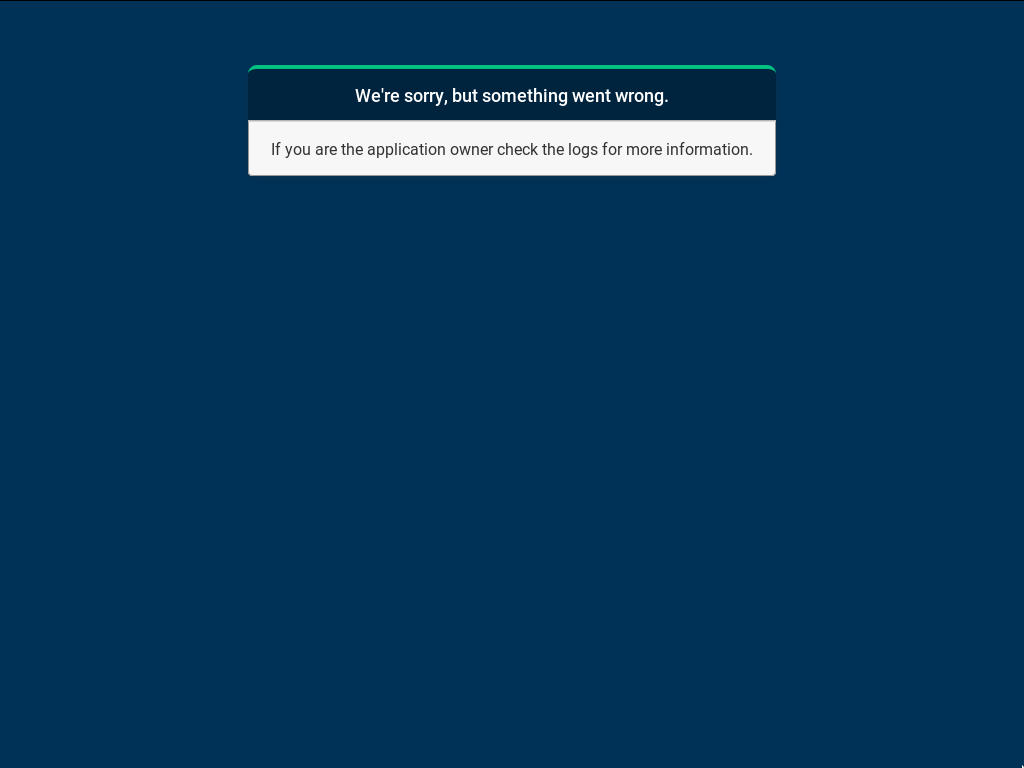 We're sorry, but something went wrong.
If you are the application owner check the logs for more information.